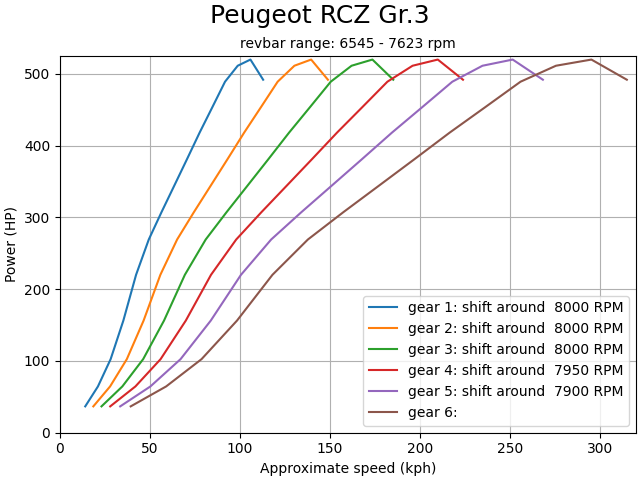 Peugeot RCZ Gr.3
revbar range: 6545 - 7623 rpm
500
400
300
200
100
0
Power (HP)
gear 1: shift around  8000 RPM
gear 2: shift around  8000 RPM
gear 3: shift around  8000 RPM
gear 4: shift around  7950 RPM
gear 5: shift around  7900 RPM
gear 6:
0 50 100 150 200 250 300
Approximate speed (kph)